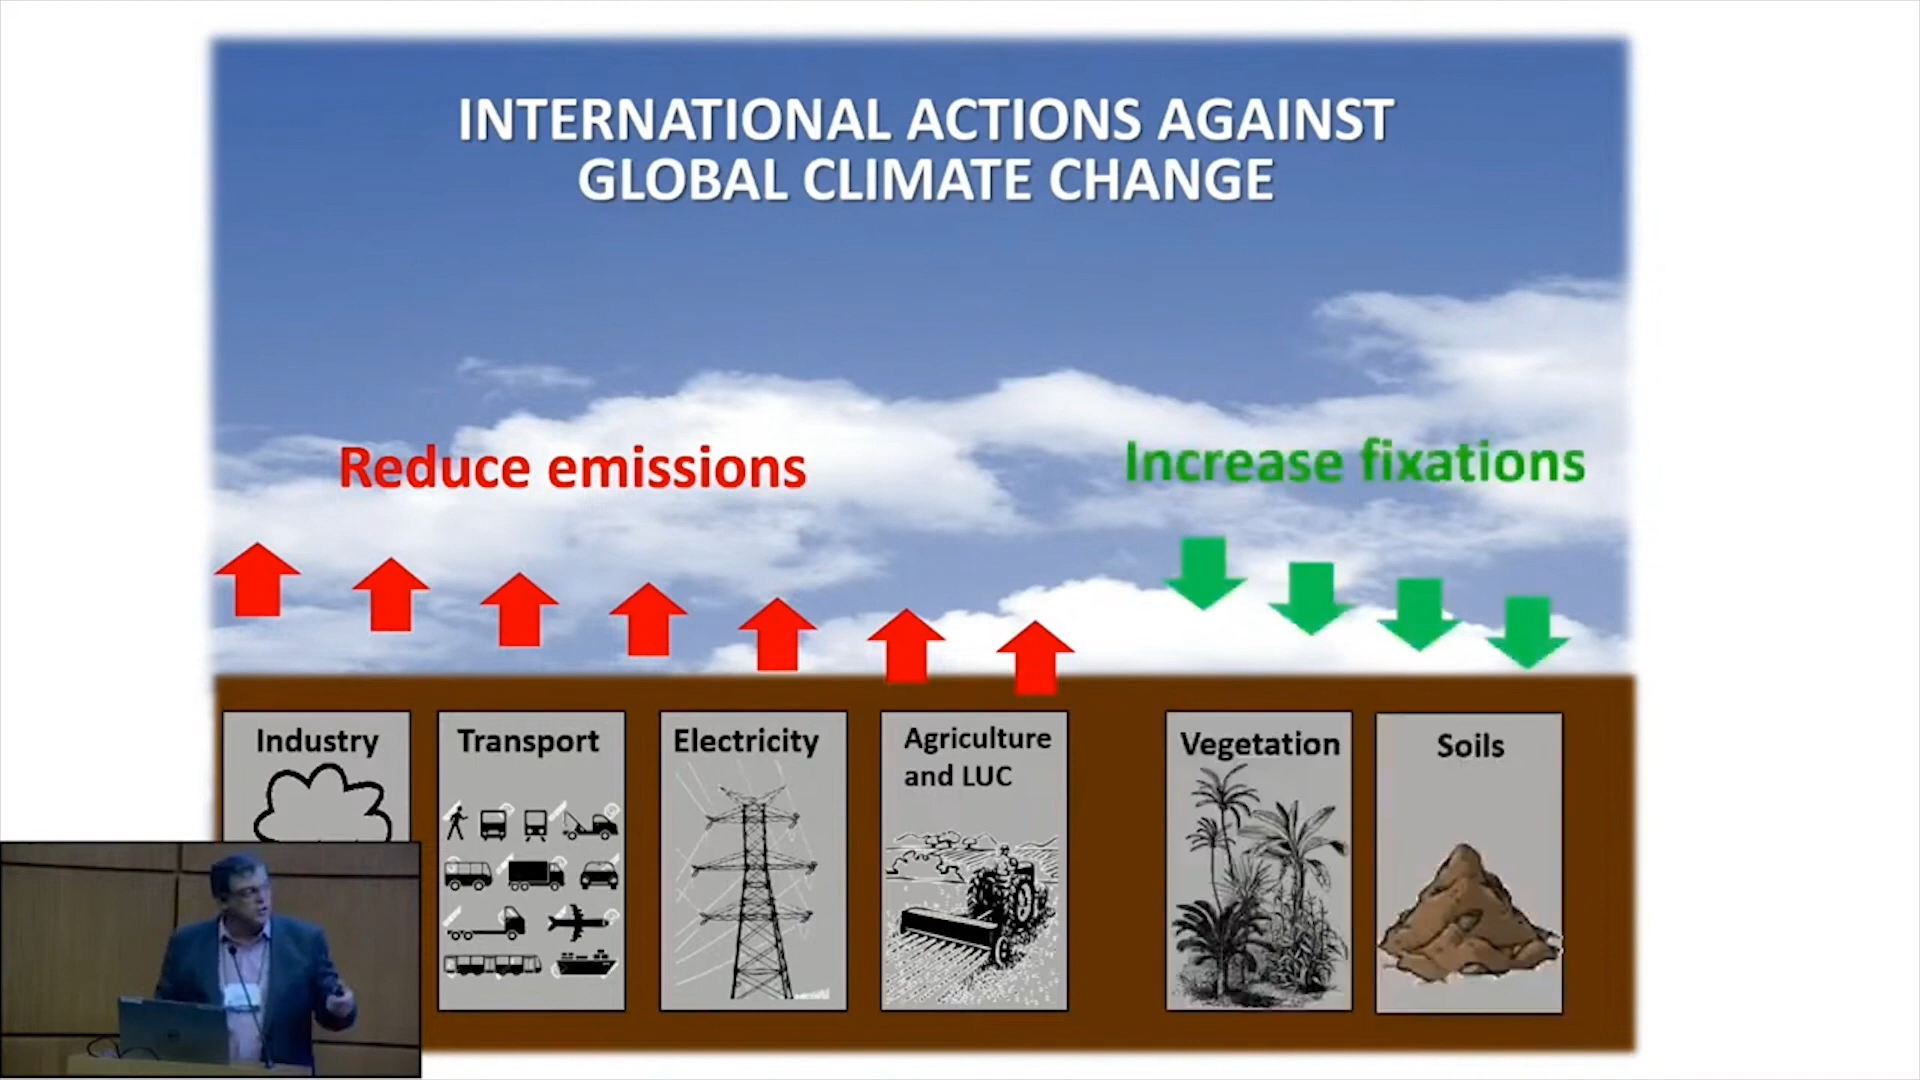 INTERNATIONAL ACTIONS AGAINST
GLOBAL CLIMATE CHANGE
Reduce emissions
Increase fixations
Industry
Transport
Electricity
Agriculture
and LUC
Vegetation
Soils